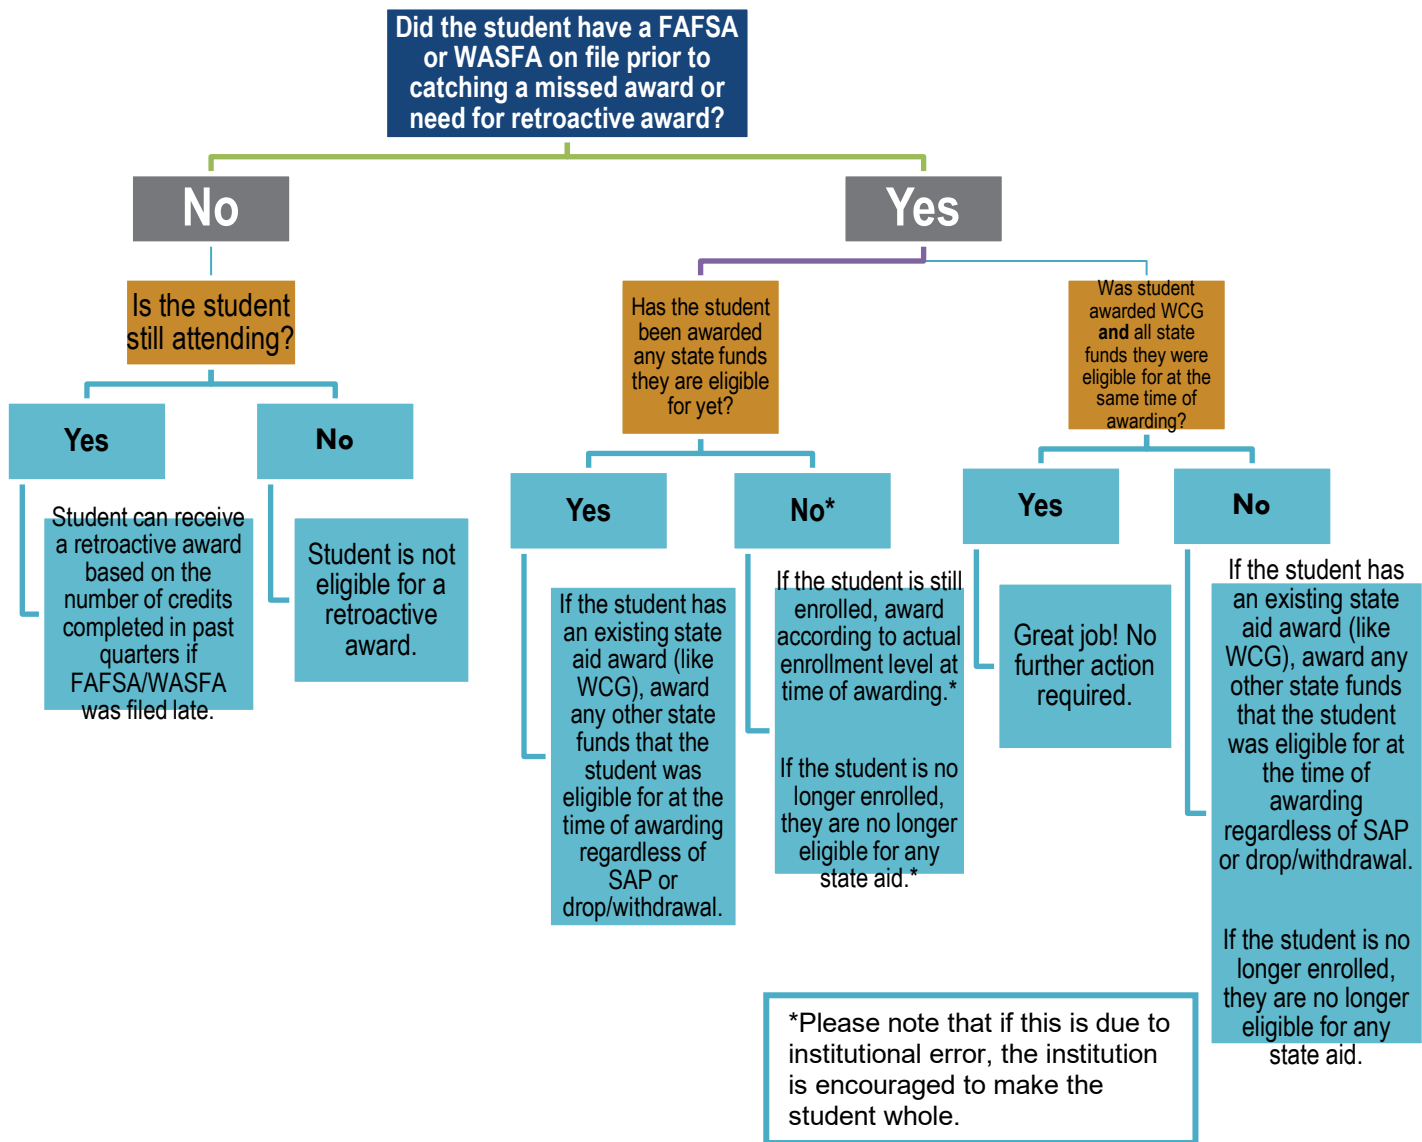 Did the student have a FAFSA
or WASFA on file prior to
catching a missed award or
need for retroactive award?
No
Yes
Is the student
still attending?
Has the student
been awarded
any state funds
they are eligible
for yet?
Was student
awarded WCG
and all state
funds they were
eligible for at the
same time of
awarding?
Yes
No
Yes
No*
Yes
No
Student can receive
a retroactive award
based on the
number of credits
completed in past
quarters if
FAFSA/WASFA
was filed late.
Student is not
eligible for a
retroactive
award.
If the student has
an existing state
aid award (like
WCG), award
any other state
funds that the
student was
eligible for at the
time of awarding
regardless of
SAP or
drop/withdrawal.
If the student is still
enrolled, award
according to actual
enrollment level at
time of awarding.*
If the student is no
longer enrolled,
they are no longer
eligible for any
state aid.*
Great job! No
further action
required.
If the student has
an existing state
aid award (like
WCG), award any
other state funds
that the student
was eligible for at
the time of
awarding
regardless of SAP
or drop/withdrawal.
If the student is no
longer enrolled,
they are no longer
eligible for any
state aid.
*Please note that if this is due to
institutional error, the institution
is encouraged to make the
student whole.